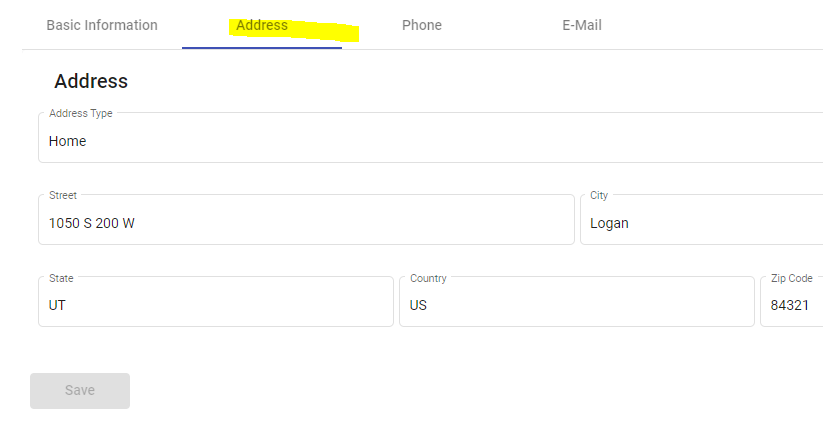 Basic Information Address Phone E-Mail
Address
Address Type
Home
Street City
1050 S 200 W Logan
State Country Zip Code
UT US 84321
Save